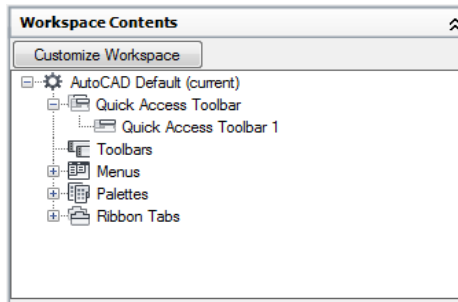 Workspace Contents
Customize Workspace
AutoCAD Default (current)
Quick Access Toolbar
Quick Access Toolbar 1
Toolbars
Menus
Palettes
Ribbon Tabs